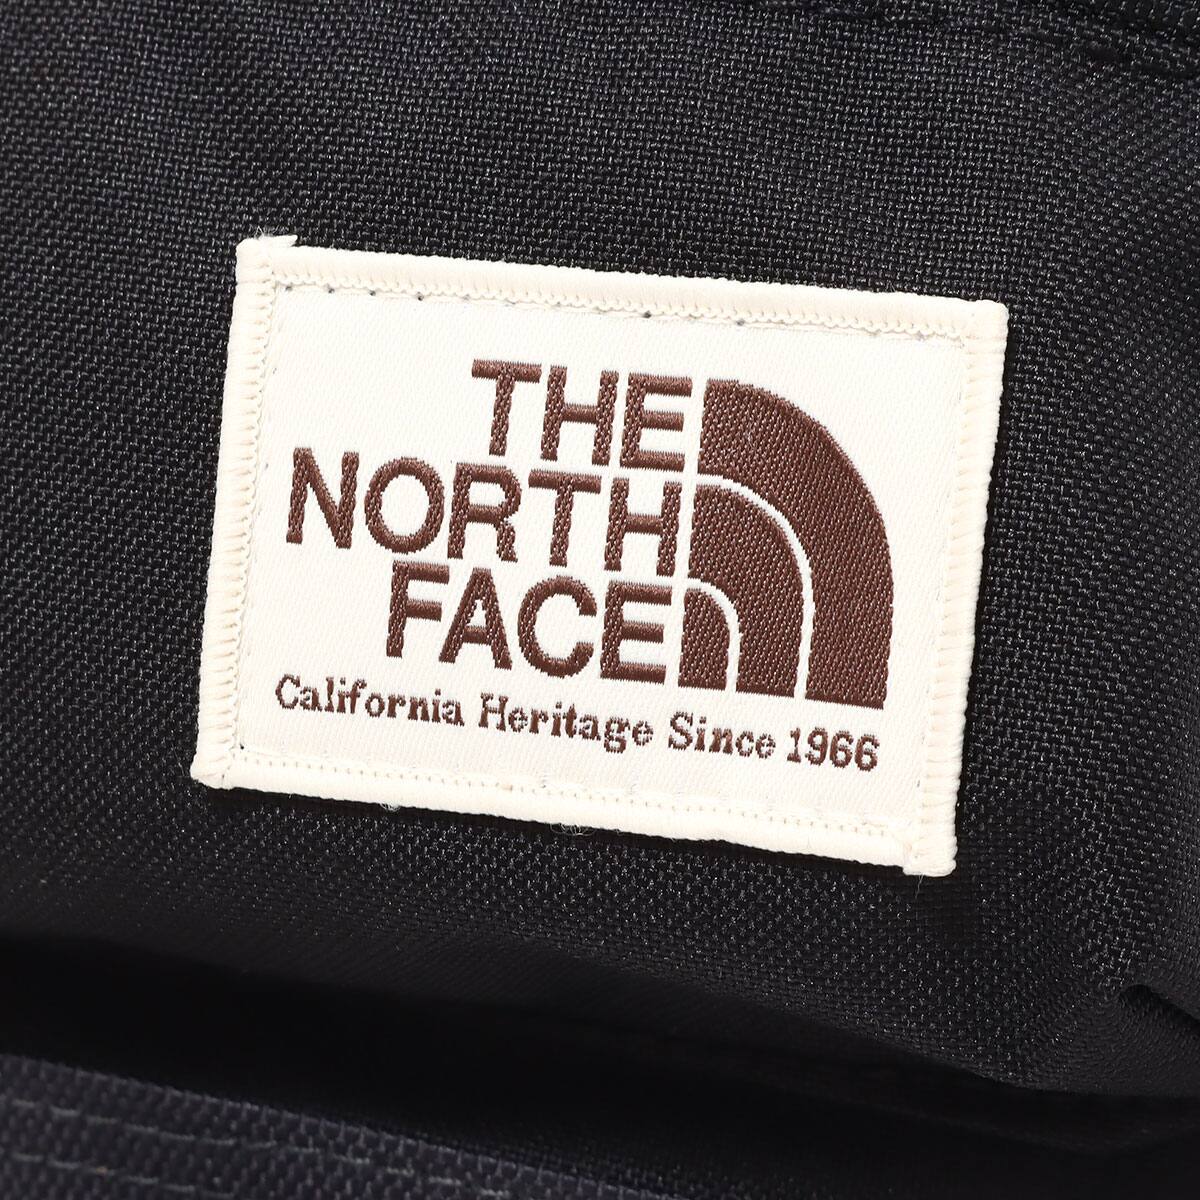 THE
NORTH
FACE
California Heritage Since 1966